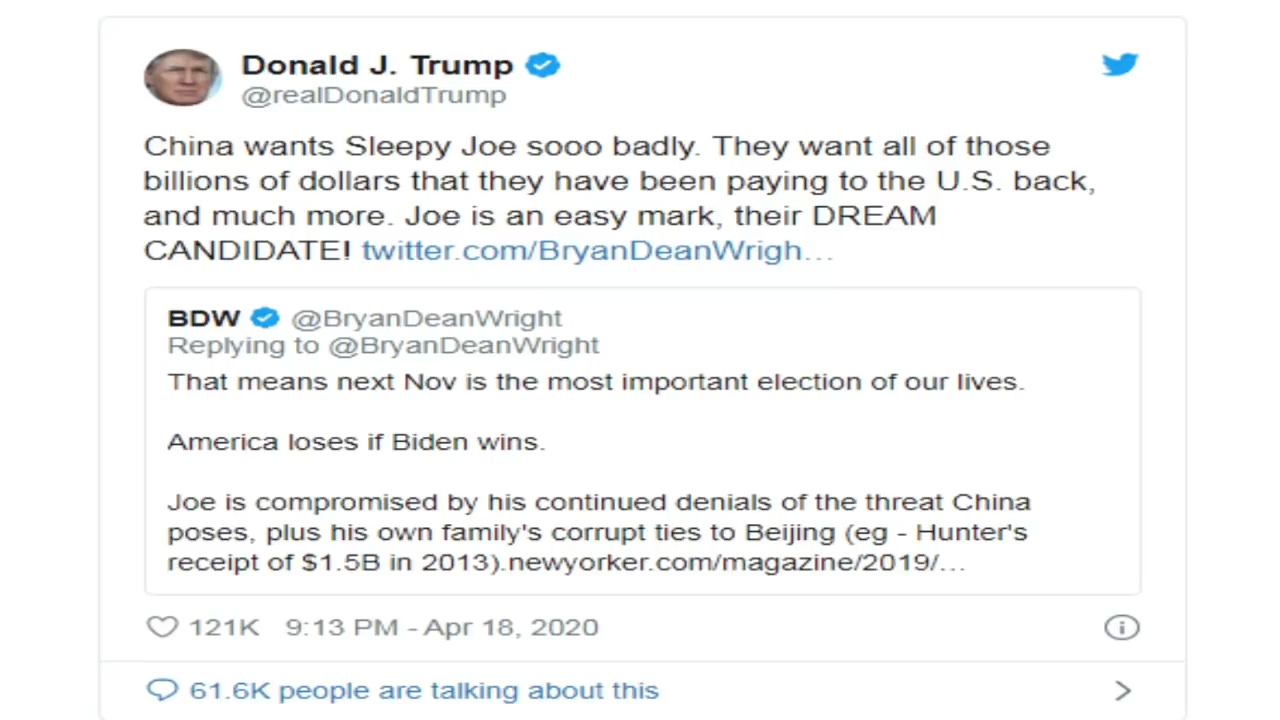 Donald J. Trump
@realDonaldTrump
China wants Sleepy Joe sooo badly. They want all of those
billions of dollars that they have been paying to the U.S. back,
and much more. Joe is an easy mark, their DREAM
CANDIDATE! twitter.com/BryanDeanWrigh…
BDW @BryanDeanWright
Replying to @BryanDeanWright
That means next Nov is the most important election of our lives.
America loses if Biden wins.
Joe is compromised by his continued denials of the threat China
poses, plus his own family's corrupt ties to Beijing (eg - Hunter's
receipt of $1.5B in 2013).newyorker.com/magazine/2019/…
121K 9:13 PM - Apr 18, 2020
61.6K people are talking about this